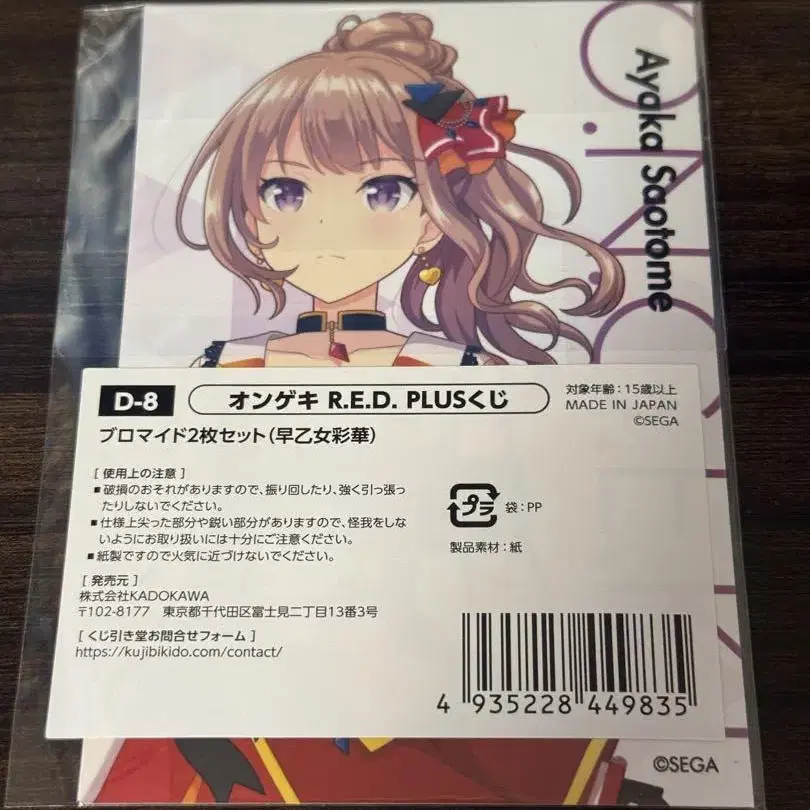 Ayaka Saotome
D-8
オンゲキ R.E.D. PLUSくじ
対象年齢：15歳以上
MADE IN JAPAN
©SEGA
ブロマイド2枚セット（早乙女彩華）
[ 使用上の注意 ]
■破損のおそれがありますので、振り回したり、強く引っ張っ
たりしないでください。
■仕様上尖った部分や鋭い部分がありますので、怪我をしな
いようにお取り扱いには十分にご注意ください。
■紙製ですので火気に近づけないでください。
プラ 袋：PP
製品素材：紙
[ 発売元 ]
株式会社KADOKAWA
〒102-8177 東京都千代田区富士見二丁目13番3号
[ くじ引き堂お問合せフォーム ]
https://kujibikido.com/contact/
4 935228 449835
©SEGA